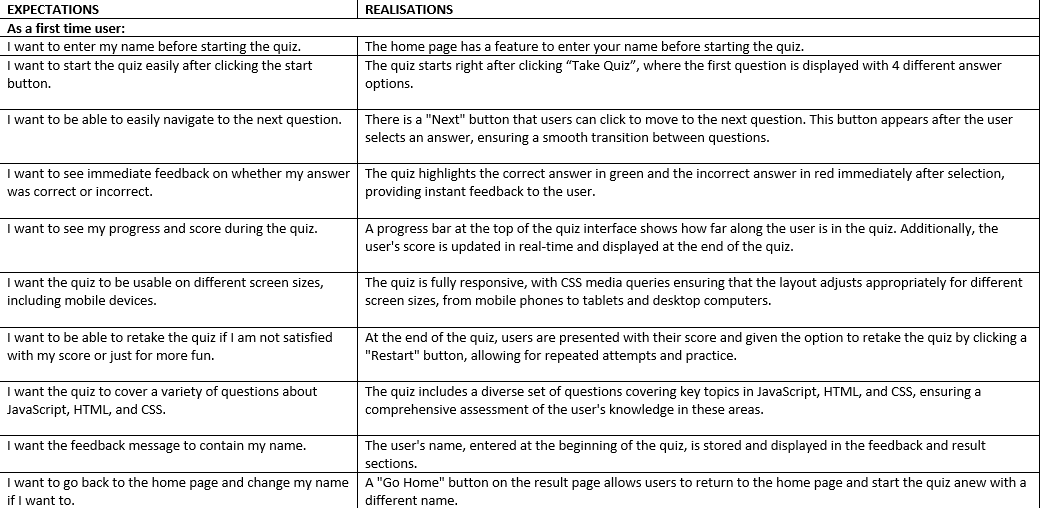 EXPECTATIONS
REALISATIONS
As a first time user:
I want to enter my name before starting the quiz.
The home page has a feature to enter your name before starting the quiz.
I want to start the quiz easily after clicking the start
button.
The quiz starts right after clicking “Take Quiz”, where the first question is displayed with 4 different answer
options.
I want to be able to easily navigate to the next question.
There is a "Next" button that users can click to move to the next question. This button appears after the user
selects an answer, ensuring a smooth transition between questions.
I want to see immediate feedback on whether my answer
was correct or incorrect.
The quiz highlights the correct answer in green and the incorrect answer in red immediately after selection,
providing instant feedback to the user.
I want to see my progress and score during the quiz.
A progress bar at the top of the quiz interface shows how far along the user is in the quiz. Additionally, the
user's score is updated in real-time and displayed at the end of the quiz.
I want the quiz to be usable on different screen sizes,
including mobile devices.
The quiz is fully responsive, with CSS media queries ensuring that the layout adjusts appropriately for different
screen sizes, from mobile phones to tablets and desktop computers.
I want to be able to retake the quiz if I am not satisfied
with my score or just for more fun.
At the end of the quiz, users are presented with their score and given the option to retake the quiz by clicking a
"Restart" button, allowing for repeated attempts and practice.
I want the quiz to cover a variety of questions about
JavaScript, HTML, and CSS.
The quiz includes a diverse set of questions covering key topics in JavaScript, HTML, and CSS, ensuring a
comprehensive assessment of the user's knowledge in these areas.
I want the feedback message to contain my name.
The user's name, entered at the beginning of the quiz, is stored and displayed in the feedback and result
sections.
I want to go back to the home page and change my name
if I want to.
A "Go Home" button on the result page allows users to return to the home page and start the quiz anew with a
different name.